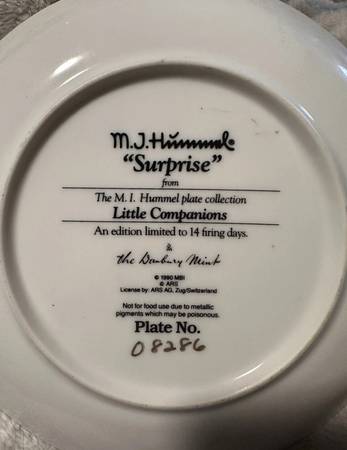 M.J.Hummel®
“Surprise”
from
The M. I. Hummel plate collection
Little Companions
An edition limited to 14 firing days.
&
the Danbury Mint
© 1990 MBI
© ARS
License by: ARS AG, Zug/Switzerland
Not for food use due to metallic
pigments which may be poisonous.
Plate No.
08286